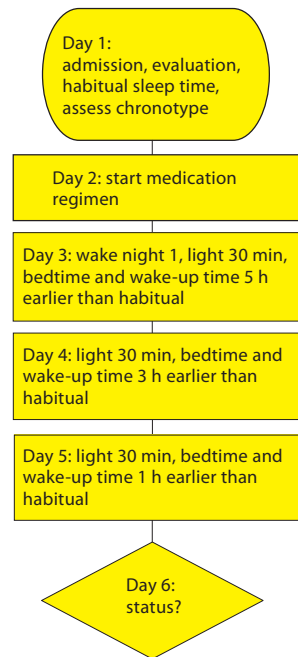 Day 1:
admission, evaluation,
habitual sleep time,
assess chronotype
Day 2: start medication
regimen
Day 3: wake night 1, light 30 min,
bedtime and wake-up time 5 h
earlier than habitual
Day 4: light 30 min, bedtime and
wake-up time 3 h earlier than
habitual
Day 5: light 30 min, bedtime and
wake-up time 1 h earlier than
habitual
Day 6:
status?